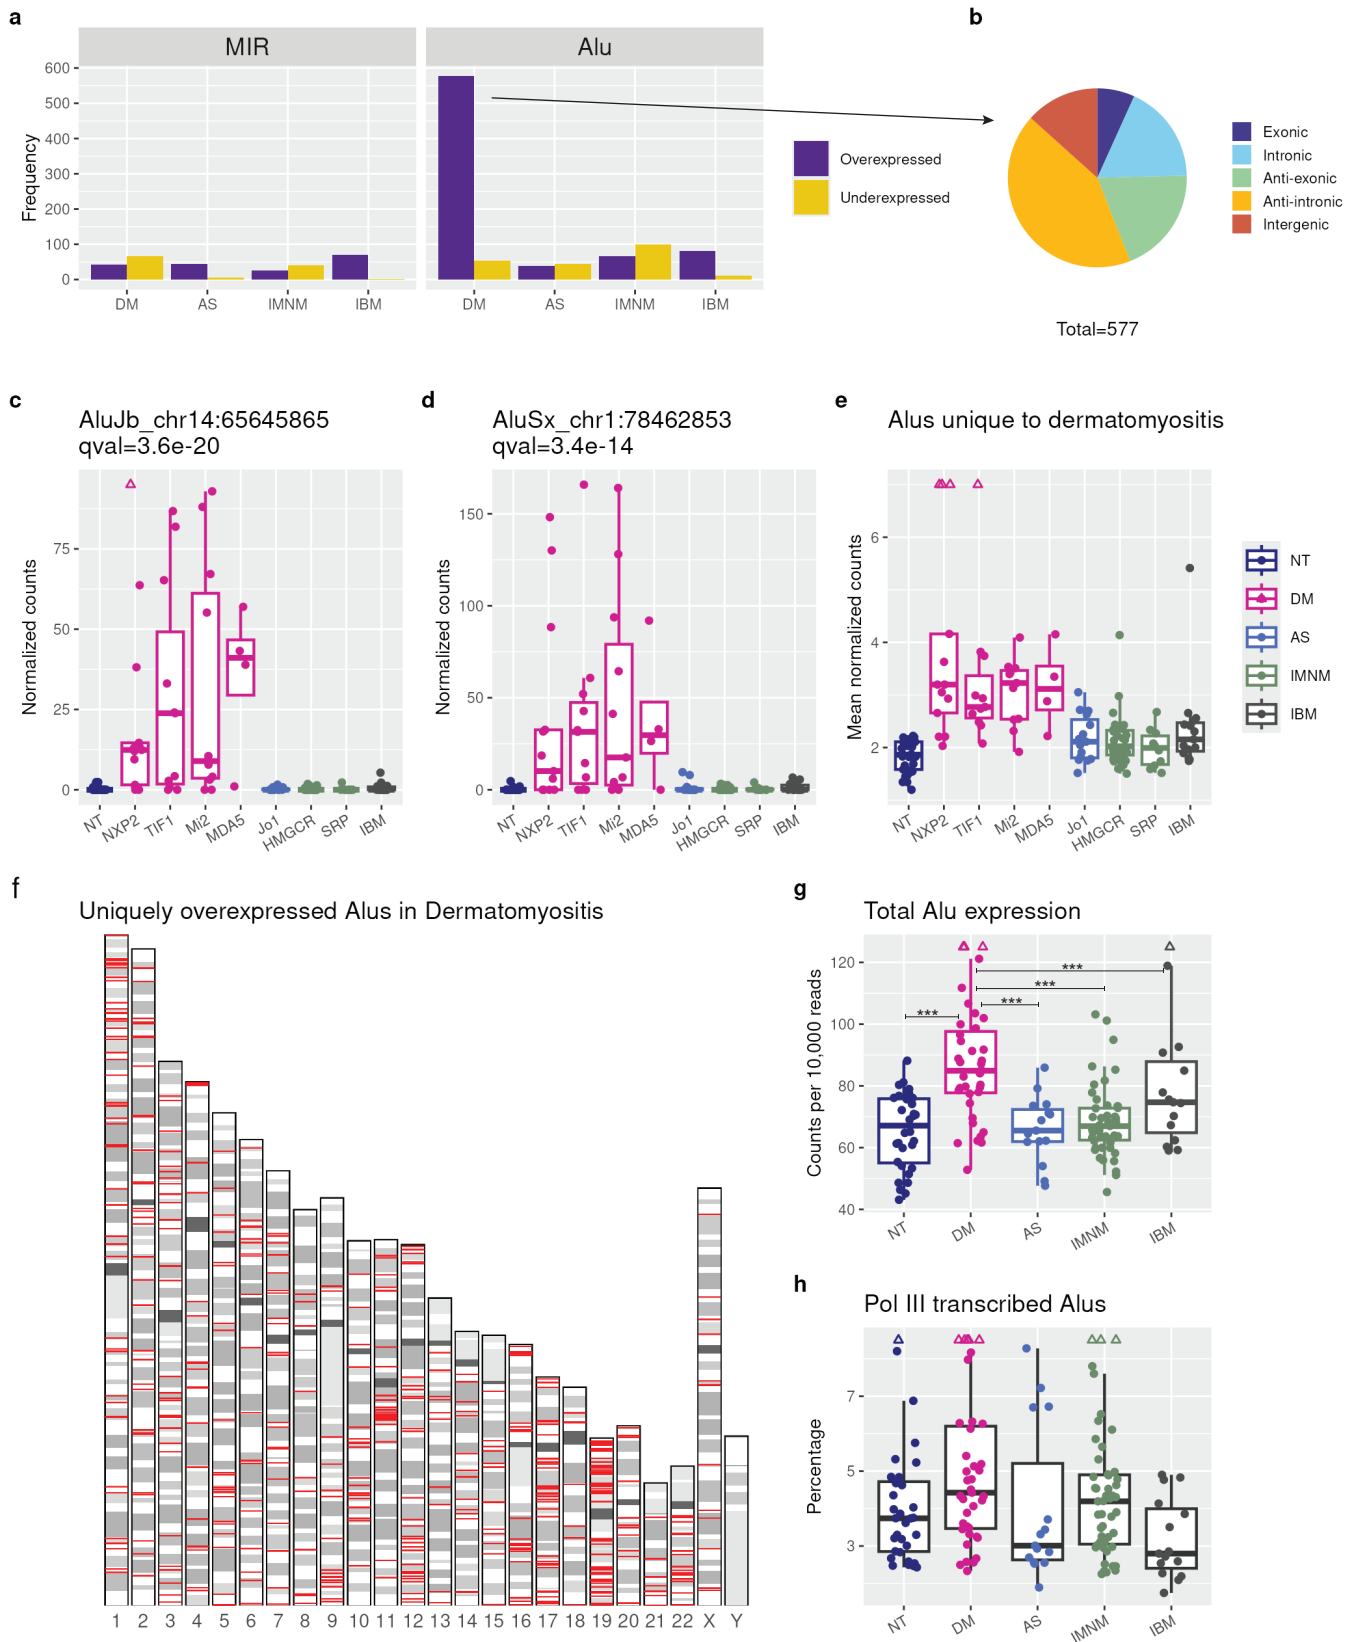 a
MIR
Alu
Frequency
600
500
400
300
200
100
0
DM AS IMNM IBM
DM AS IMNM IBM
Overexpressed
Underexpressed
b
Exonic
Intronic
Anti-exonic
Anti-intronic
Intergenic
Total=577
c
AluJb_chr14:65645865
qval=3.6e-20
Normalized counts
75
50
25
0
NT NXP2 TIF1 Mi2 MDA5 Jo1 HMGCR SRP IBM
d
AluSx_chr1:78462853
qval=3.4e-14
Normalized counts
150
100
50
0
NT NXP2 TIF1 Mi2 MDA5 Jo1 HMGCR SRP IBM
e
Alus unique to dermatomyositis
Mean normalized counts
6
4
2
NT NXP2 TIF1 Mi2 MDA5 Jo1 HMGCR SRP IBM
NT
DM
AS
IMNM
IBM
f
Uniquely overexpressed Alus in Dermatomyositis
1 2 3 4 5 6 7 8 9 10 11 12 13 14 15 16 17 18 19 20 21 22 X Y
g
Total Alu expression
Counts per 10,000 reads
120
100
80
60
40
***
***
***
***
NT DM AS IMNM IBM
h
Pol III transcribed Alus
Percentage
7
5
3
NT DM AS IMNM IBM